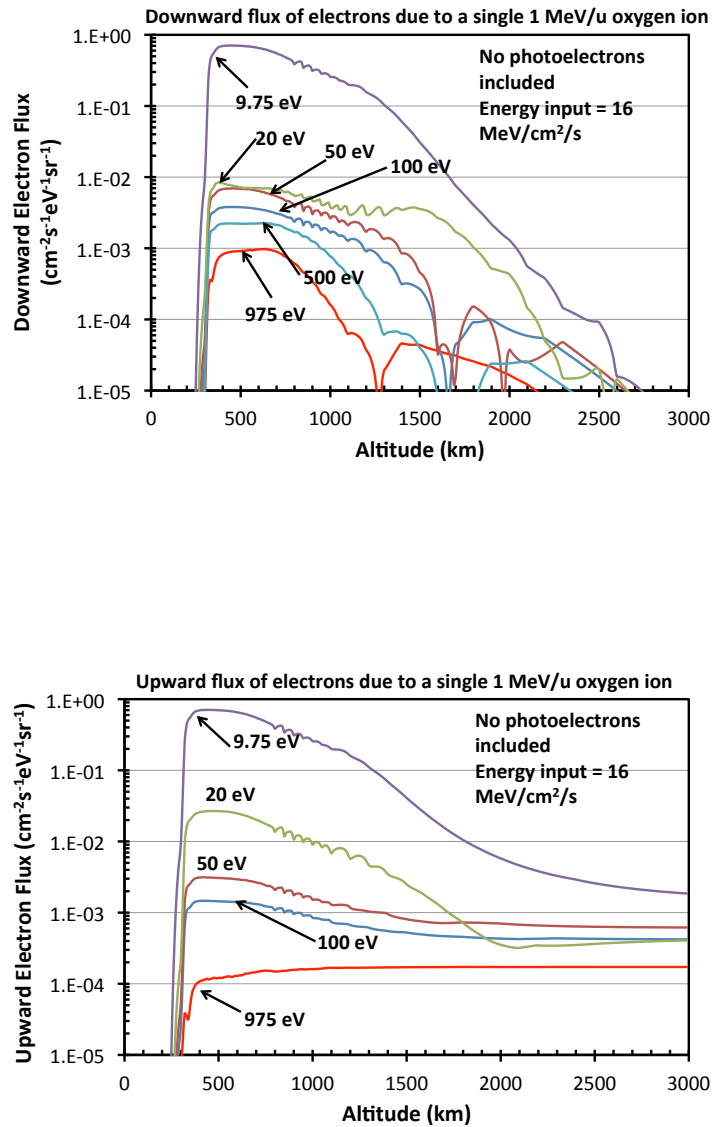 Downward flux of electrons due to a single 1 MeV/u oxygen ion
Downward Electron Flux
(cm-2s-1eV-1sr-1)
1.E+00
1.E-01
1.E-02
1.E-03
1.E-04
1.E-05
No photoelectrons
included
Energy input = 16
MeV/cm2/s
9.75 eV
20 eV
50 eV
100 eV
500 eV
975 eV
0 500 1000 1500 2000 2500 3000
Altitude (km)
Upward flux of electrons due to a single 1 MeV/u oxygen ion
Upward Electron Flux (cm-2s-1eV-1sr-1)
1.E+00
1.E-01
1.E-02
1.E-03
1.E-04
1.E-05
No photoelectrons
included
Energy input = 16
MeV/cm2/s
9.75 eV
20 eV
50 eV
100 eV
975 eV
0 500 1000 1500 2000 2500 3000
Altitude (km)